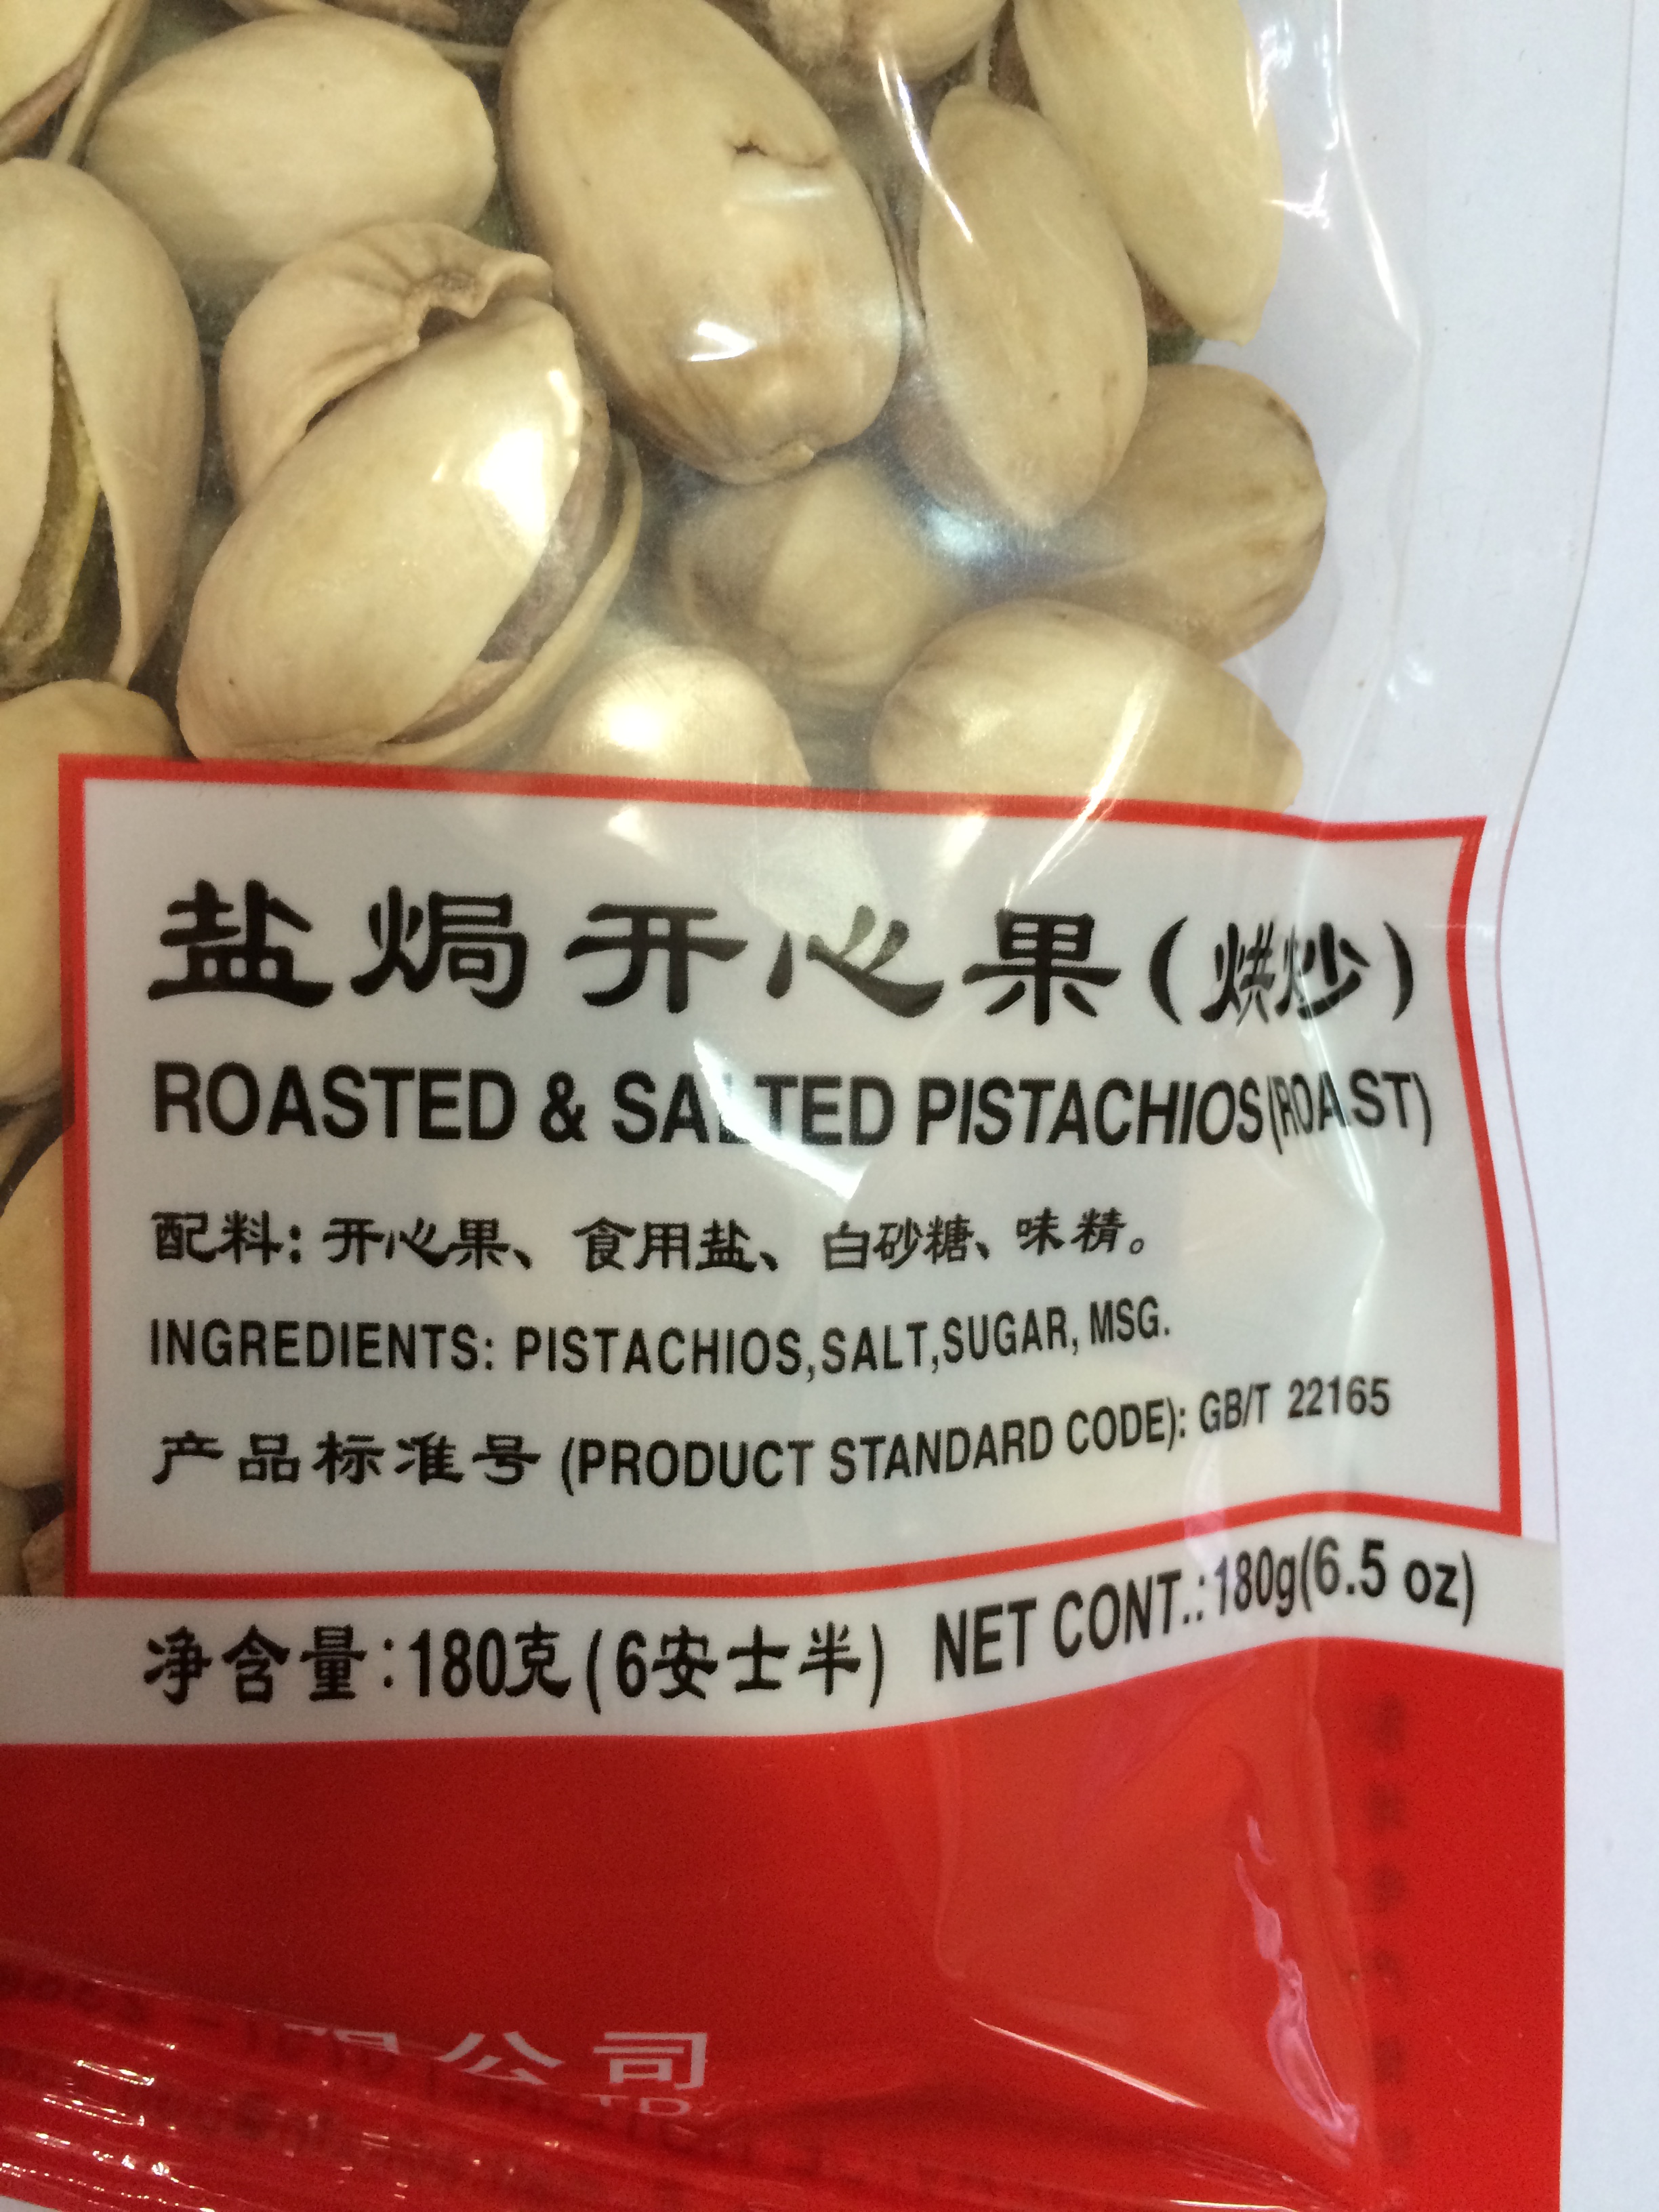 盐焗开心果(烘炒)
ROASTED & SALTED PISTACHIOS(ROAST)
配料:开心果、食用盐、白砂糖、味精。
INGREDIENTS: PISTACHIOS,SALT,SUGAR, MSG.
产品标准号 (PRODUCT STANDARD CODE): GB/T 22165
净含量:180克(6安士半) NET CONT.:180g(6.5 oz)
公司